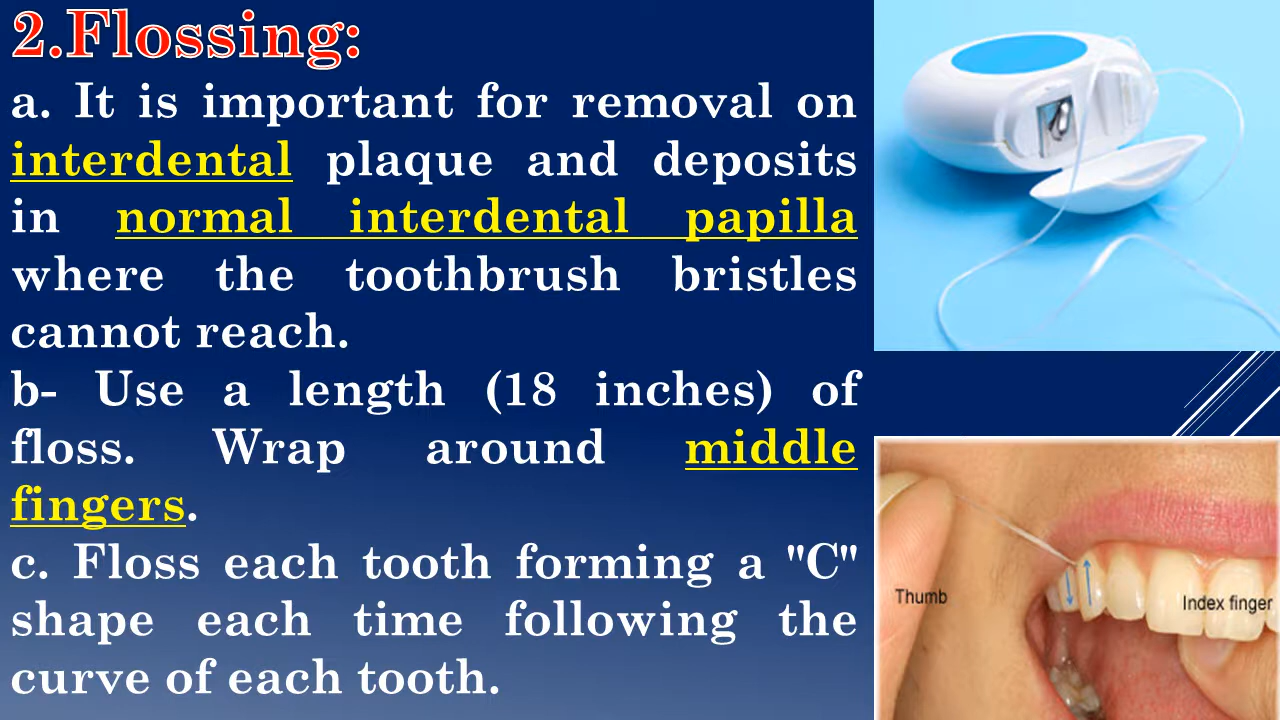 2.Flossing:
a. It is important for removal on
interdental plaque and deposits
in normal interdental papilla
where the toothbrush bristles
cannot reach.
b- Use a length (18 inches) of
floss. Wrap around middle
fingers.
c. Floss each tooth forming a "C"
shape each time following the
curve of each tooth.
Thumb
Index finger